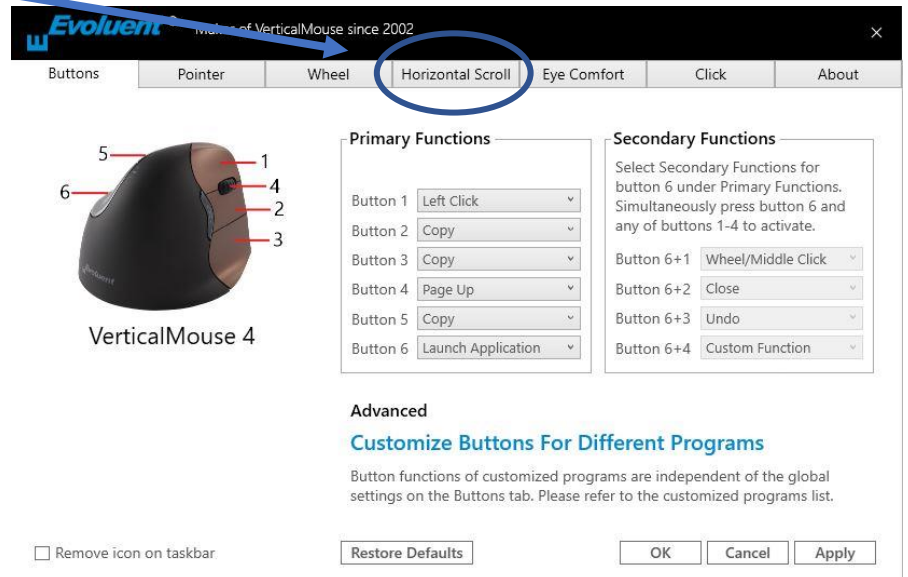 Evoluent
of VerticalMouse since 2002
Buttons Pointer Wheel Horizontal Scroll Eye Comfort Click About
5 1
6 4
2
3
Evoluent
VerticalMouse 4
Primary Functions
Button 1 Left Click
Button 2 Copy
Button 3 Copy
Button 4 Page Up
Button 5 Copy
Button 6 Launch Application
Secondary Functions
Select Secondary Functions for
button 6 under Primary Functions.
Simultaneously press button 6 and
any of buttons 1-4 to activate.
Button 6+1 Wheel/Middle Click
Button 6+2 Close
Button 6+3 Undo
Button 6+4 Custom Function
Advanced
Customize Buttons For Different Programs
Button functions of customized programs are independent of the global
settings on the Buttons tab. Please refer to the customized programs list.
Remove icon on taskbar
Restore Defaults OK Cancel Apply